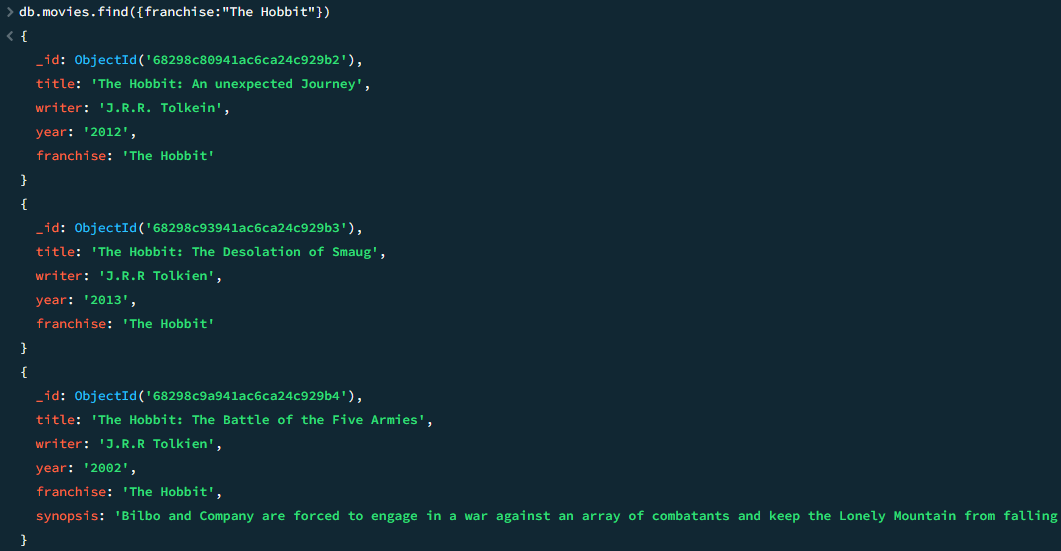 > db.movies.find({franchise:"The Hobbit"})
< {
_id: ObjectId('68298c80941ac6ca24c929b2'),
title: 'The Hobbit: An unexpected Journey',
writer: 'J.R.R. Tolkein',
year: '2012',
franchise: 'The Hobbit'
}
{
_id: ObjectId('68298c93941ac6ca24c929b3'),
title: 'The Hobbit: The Desolation of Smaug',
writer: 'J.R.R Tolkien',
year: '2013',
franchise: 'The Hobbit'
}
{
_id: ObjectId('68298c9a941ac6ca24c929b4'),
title: 'The Hobbit: The Battle of the Five Armies',
writer: 'J.R.R Tolkien',
year: '2002',
franchise: 'The Hobbit',
synopsis: 'Bilbo and Company are forced to engage in a war against an array of combatants and keep the Lonely Mountain from falling
}